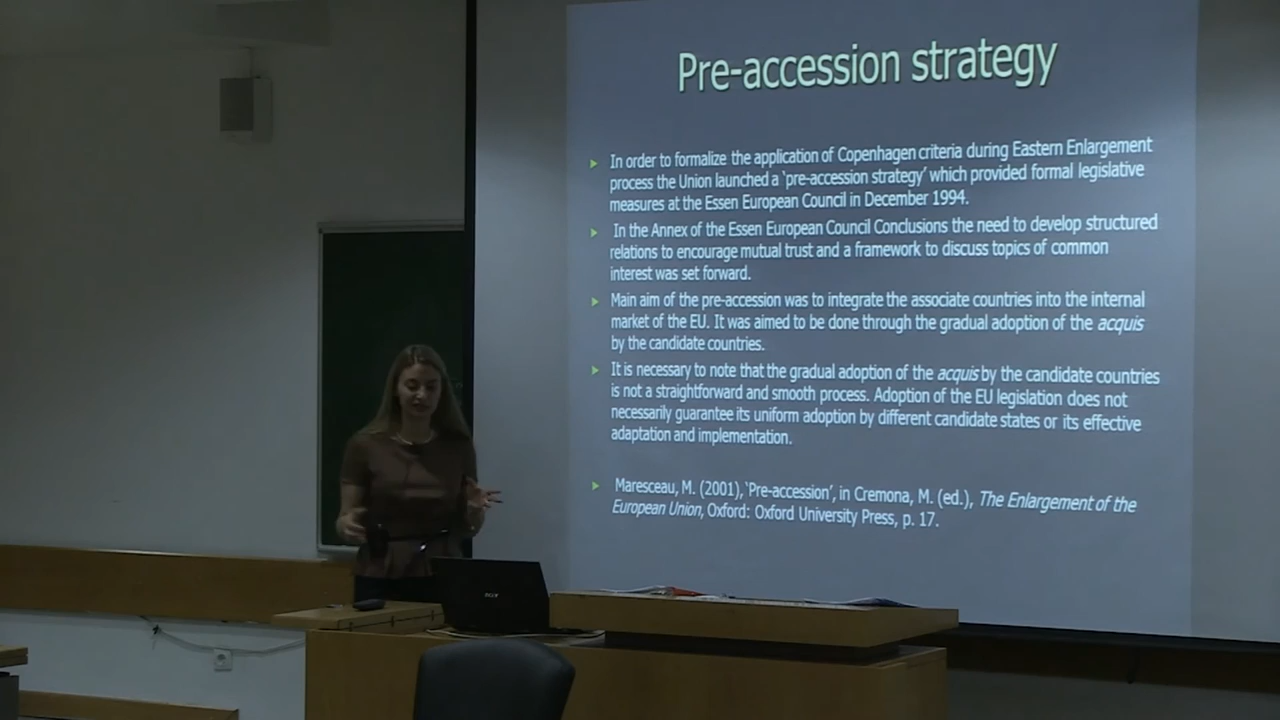 Pre-accession strategy
In order to formalize the application of Copenhagen criteria during Eastern Enlargement
process the Union launched a ‘pre-accession strategy’ which provided formal legislative
measures at the Essen European Council in December 1994.
In the Annex of the Essen European Council Conclusions the need to develop structured
relations to encourage mutual trust and a framework to discuss topics of common
interest was set forward.
Main aim of the pre-accession was to integrate the associate countries into the internal
market of the EU. It was aimed to be done through the gradual adoption of the acquis
by the candidate countries.
It is necessary to note that the gradual adoption of the acquis by the candidate countries
is not a straightforward and smooth process. Adoption of the EU legislation does not
necessarily guarantee its uniform adoption by different candidate states or its effective
adaptation and implementation.
Maresceau, M. (2001), ‘Pre-accession’, in Cremona, M. (ed.), The Enlargement of the
European Union, Oxford: Oxford University Press, p. 17.
acer